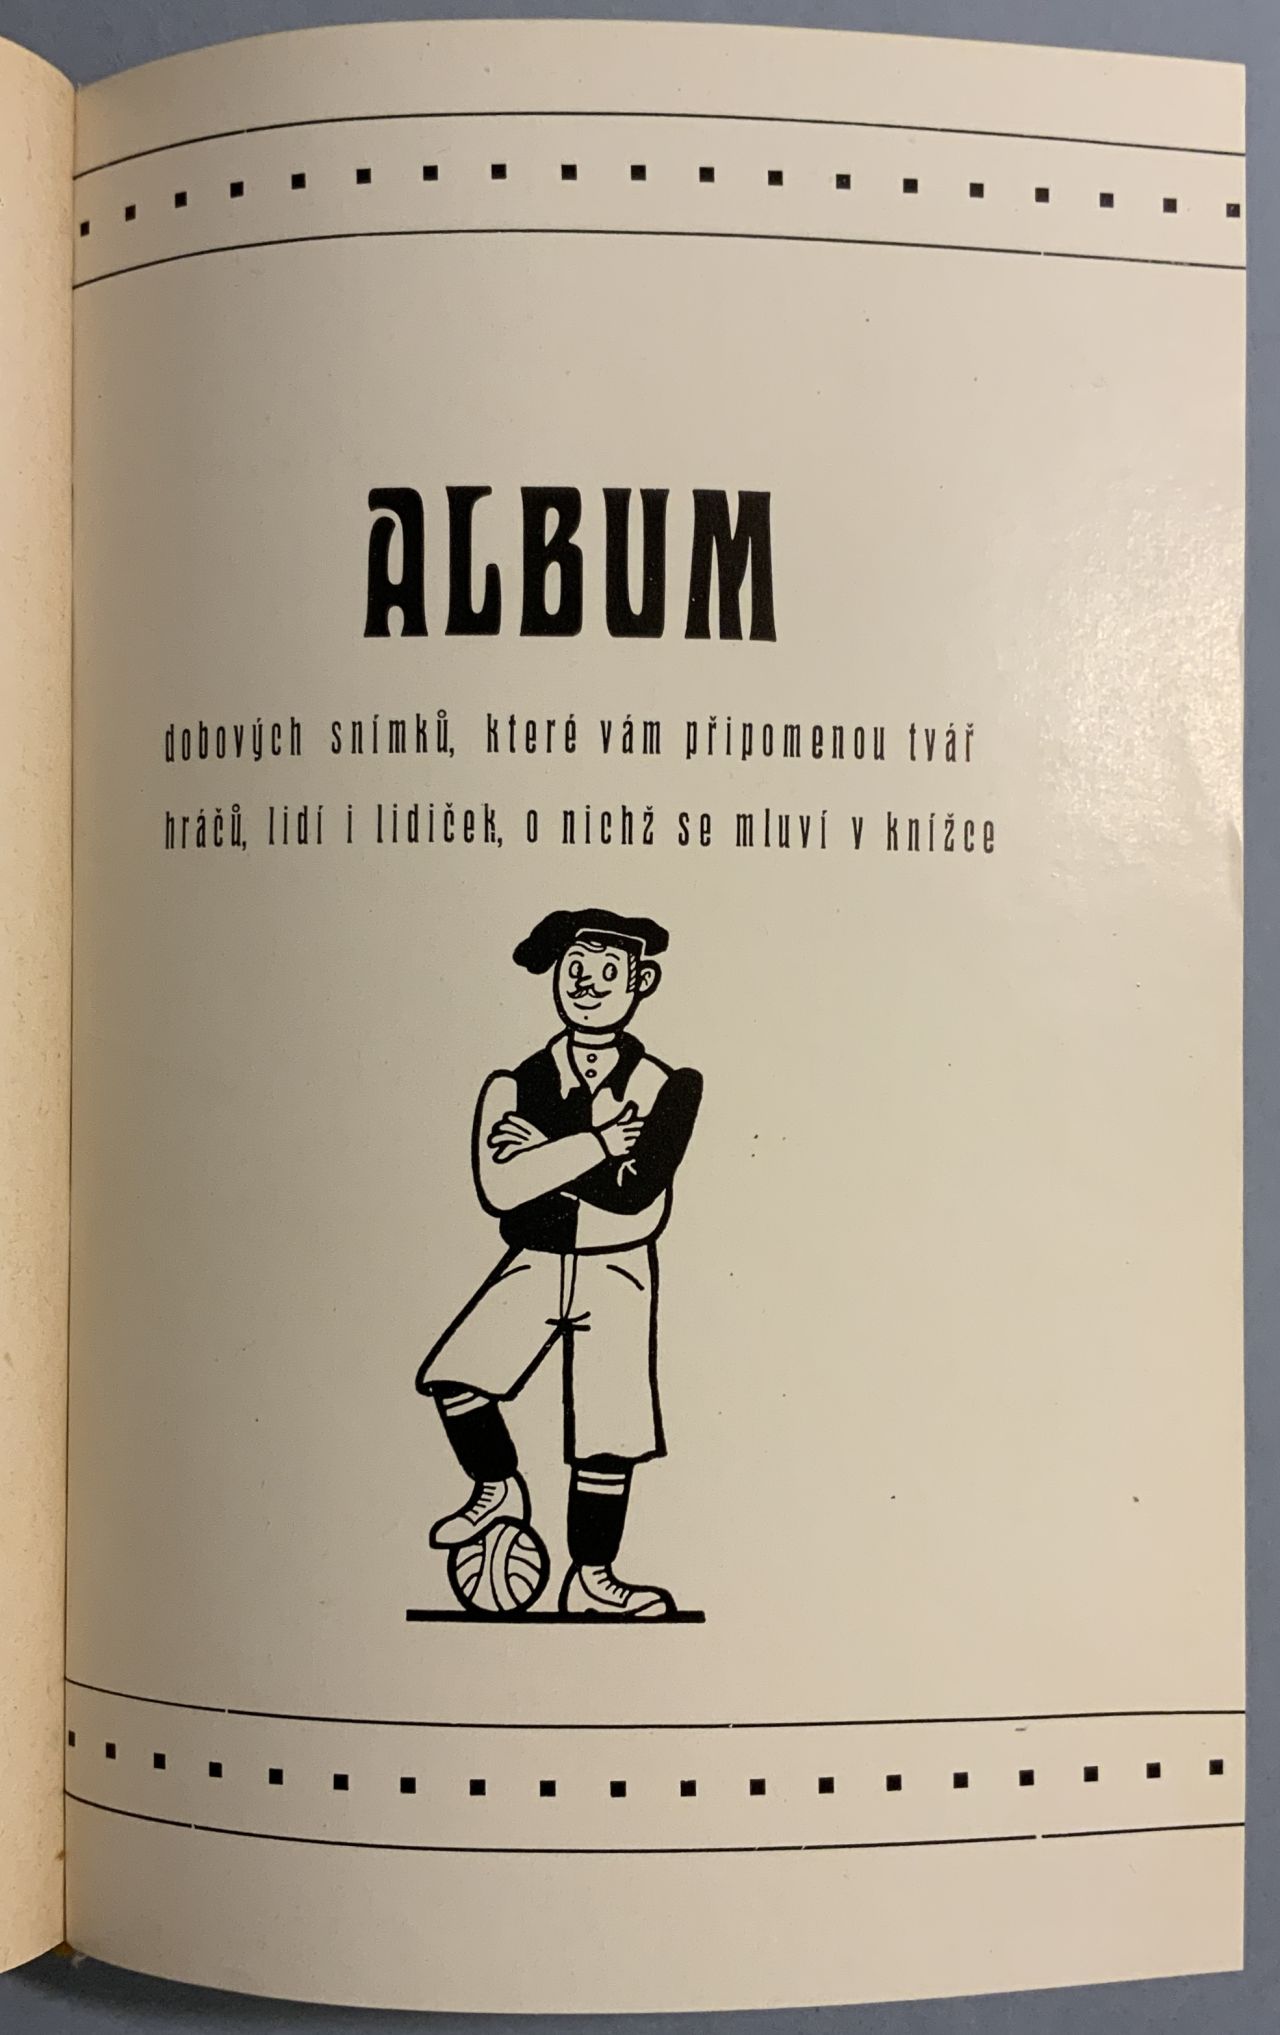 ALBUM
dobových snímků, které vám připomenou tvář
hráčů, lidí i lidiček, o nichž se mluví v knížce